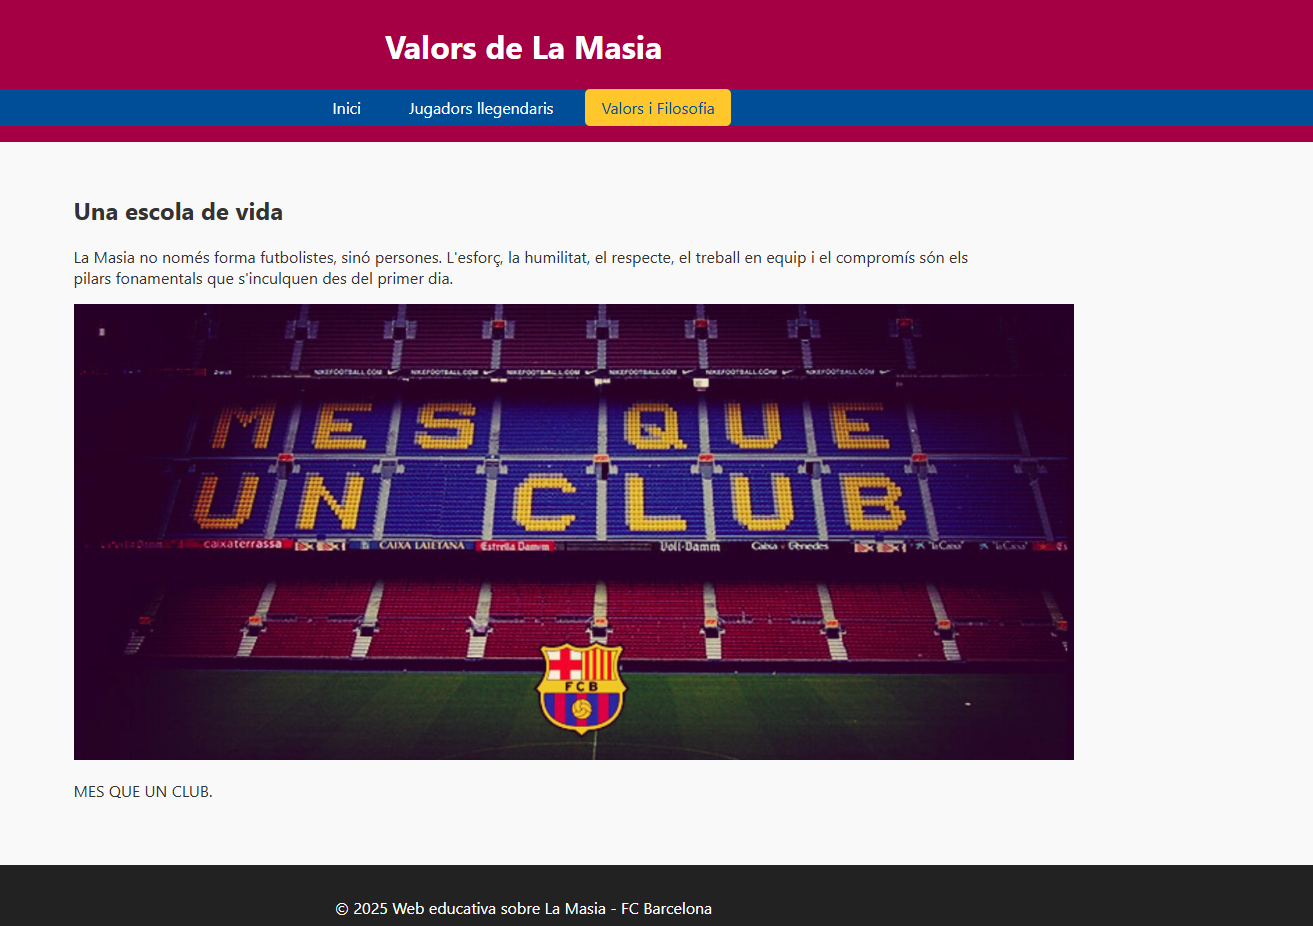 Valors de La Masia
Inici Jugadors llegendaris Valors i Filosofia
Una escola de vida
La Masia no només forma futbolistes, sinó persones. L'esforç, la humilitat, el respecte, el treball en equip i el compromís són els
pilars fonamentals que s'inculquen des del primer dia.
NIKEFOOTBALL.COM NIKEFOOTBALL.COM NIKEFOOTBALL.COM NIKEFOOTBALL.COM NIKEFOOTBALL.COM NIKEFOOTBALL.COM
MES QUE
UN CLUB
caixaterrassa CAIXA LAIETANA Estrella Damm Voll-Damm Caixa Penedes "la Caixa" "la Caixa"
FCB
MES QUE UN CLUB.
© 2025 Web educativa sobre La Masia - FC Barcelona